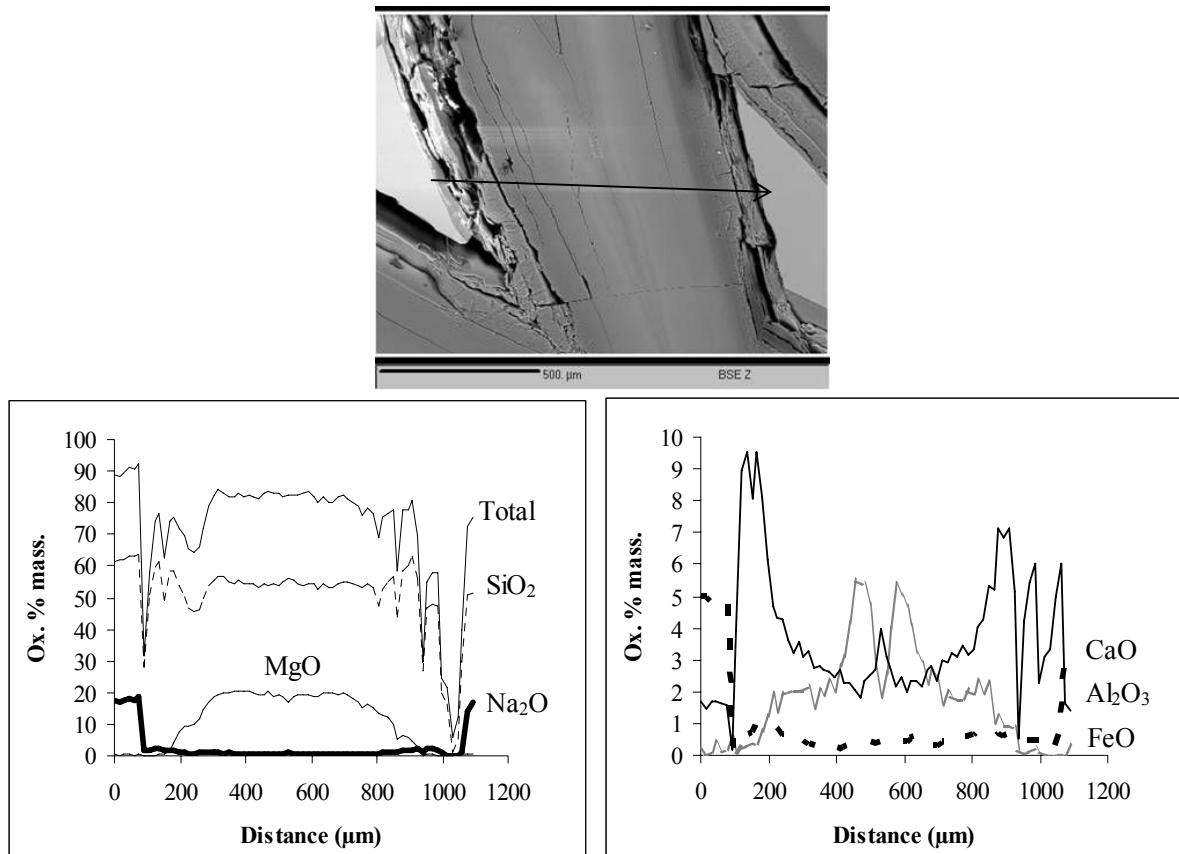 500. µm BSE Z
100
90
80
70
60
50
40
30
20
10
0
Ox. % mass.
Total
SiO₂
MgO
Na₂O
0 200 400 600 800 1000 1200
Distance (µm)
10
9
8
7
6
5
4
3
2
1
0
Ox. % mass.
CaO
Al₂O₃
FeO
0 200 400 600 800 1000 1200
Distance (µm)